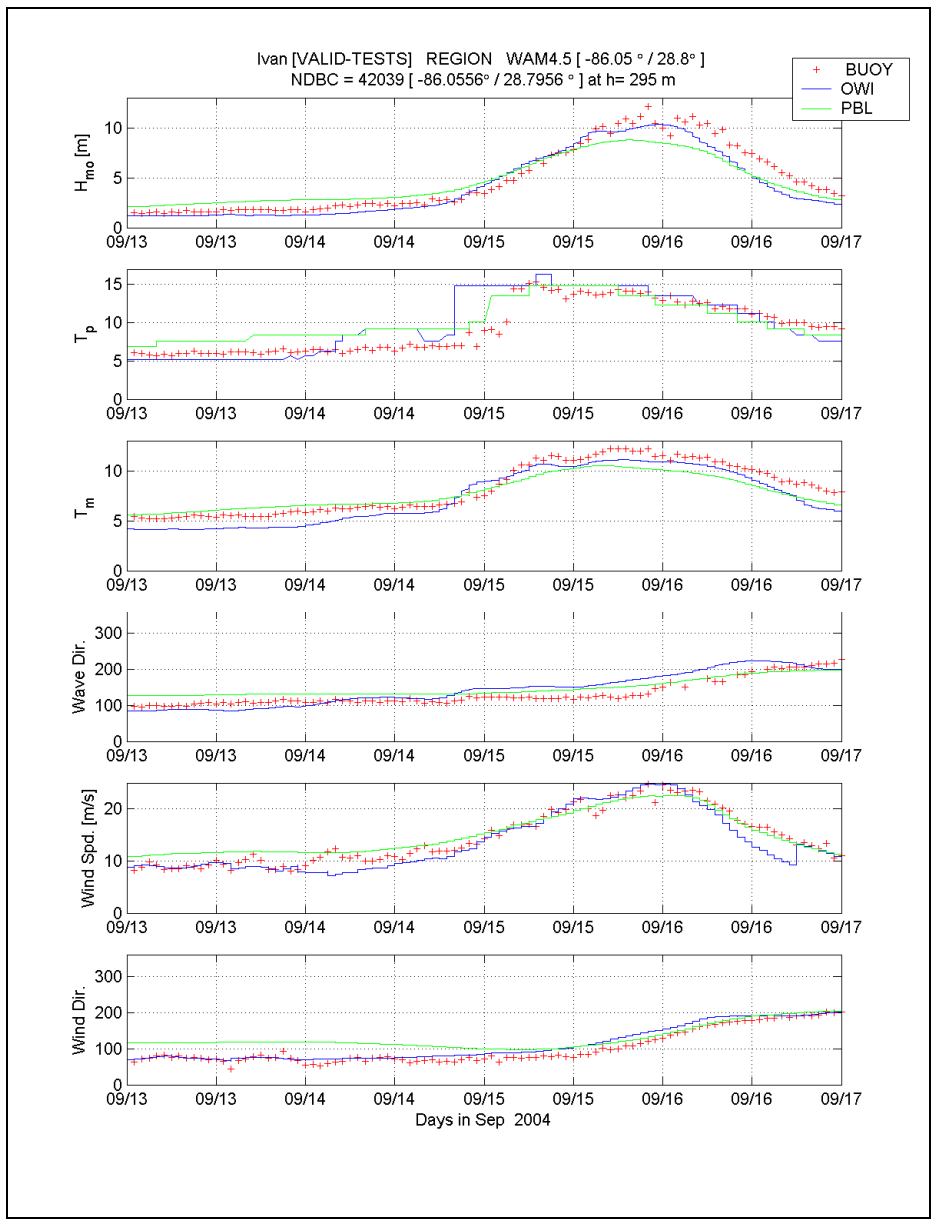 Ivan [VALID-TESTS] REGION WAM4.5 [ -86.05 ° / 28.8° ]
NDBC = 42039 [ -86.0556° / 28.7956 ° ] at h= 295 m
BUOY
OWI
PBL
H_mo [m]
10
5
0
09/13 09/13 09/14 09/14 09/15 09/15 09/16 09/16 09/17
T_p
15
10
5
0
09/13 09/13 09/14 09/14 09/15 09/15 09/16 09/16 09/17
T_m
10
5
0
09/13 09/13 09/14 09/14 09/15 09/15 09/16 09/16 09/17
Wave Dir.
300
200
100
0
09/13 09/13 09/14 09/14 09/15 09/15 09/16 09/16 09/17
Wind Spd. [m/s]
20
10
0
09/13 09/13 09/14 09/14 09/15 09/15 09/16 09/16 09/17
Wind Dir.
300
200
100
0
09/13 09/13 09/14 09/14 09/15 09/15 09/16 09/16 09/17
Days in Sep 2004